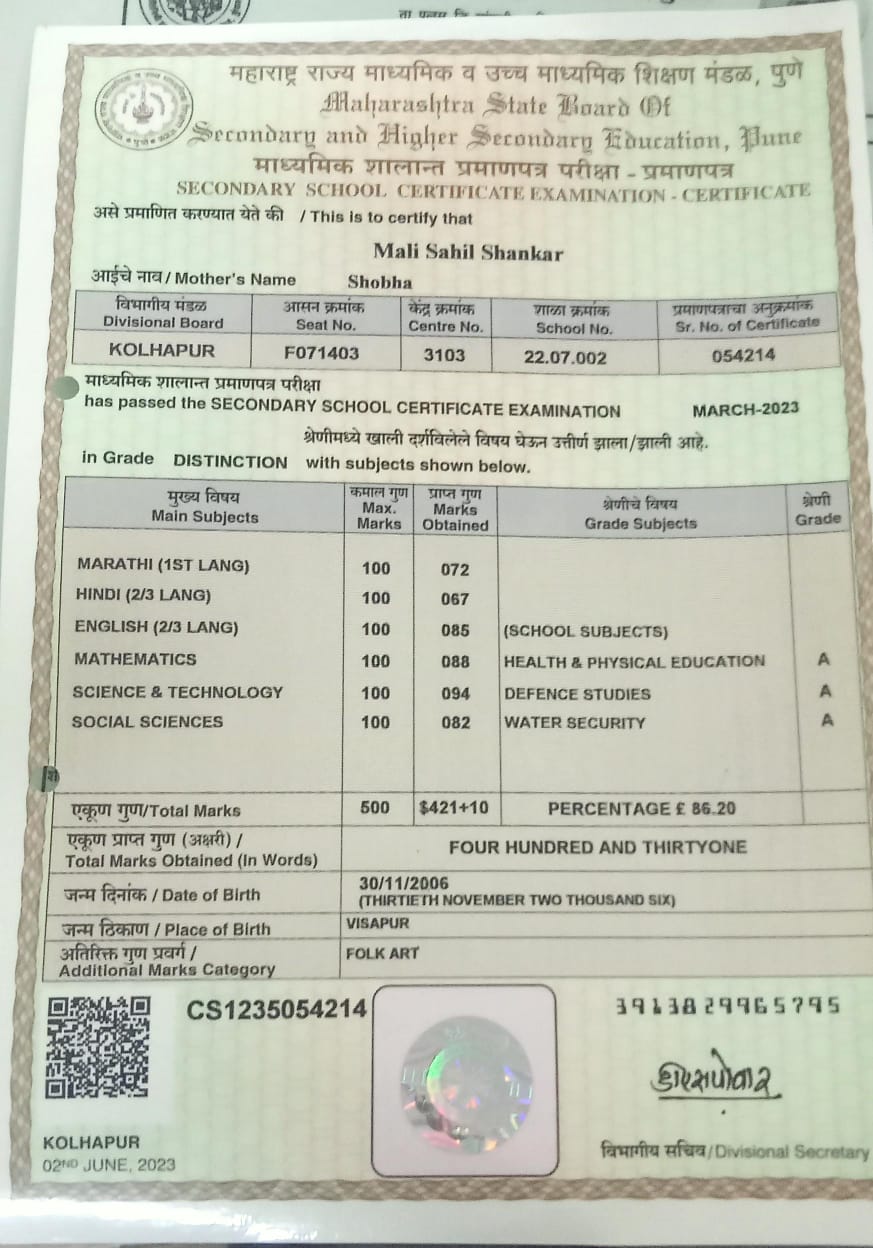 महाराष्ट्र राज्य माध्यमिक व उच्च माध्यमिक शिक्षण मंडळ, पुणे
Maharashtra State Board Of
Secondary and Higher Secondary Education, Pune
माध्यमिक शालान्त प्रमाणपत्र परीक्षा - प्रमाणपत्र
SECONDARY SCHOOL CERTIFICATE EXAMINATION - CERTIFICATE
असे प्रमाणित करण्यात येते की / This is to certify that
Mali Sahil Shankar
आईचे नाव / Mother's Name Shobha
विभागीय मंडळ आसन क्रमांक केंद्र क्रमांक शाळा क्रमांक प्रमाणपत्राचा अनुक्रमांक
Divisional Board Seat No. Centre No. School No. Sr. No. of Certificate
KOLHAPUR F071403 3103 22.07.002 054214
माध्यमिक शालान्त प्रमाणपत्र परीक्षा
has passed the SECONDARY SCHOOL CERTIFICATE EXAMINATION MARCH-2023
श्रेणीमध्ये खाली दर्शविलेले विषय घेऊन उत्तीर्ण झाला/झाली आहे.
in Grade DISTINCTION with subjects shown below.
मुख्य विषय कमाल गुण प्राप्त गुण श्रेणीचे विषय श्रेणी
Main Subjects Max. Marks Marks Obtained Grade Subjects Grade
MARATHI (1ST LANG) 100 072
HINDI (2/3 LANG) 100 067
ENGLISH (2/3 LANG) 100 085 (SCHOOL SUBJECTS)
MATHEMATICS 100 088 HEALTH & PHYSICAL EDUCATION A
SCIENCE & TECHNOLOGY 100 094 DEFENCE STUDIES A
SOCIAL SCIENCES 100 082 WATER SECURITY A
एकूण गुण/Total Marks 500 $421+10 PERCENTAGE £ 86.20
एकूण प्राप्त गुण (अक्षरी) /
Total Marks Obtained (In Words) FOUR HUNDRED AND THIRTYONE
जन्म दिनांक / Date of Birth 30/11/2006
(THIRTIETH NOVEMBER TWO THOUSAND SIX)
जन्म ठिकाण / Place of Birth VISAPUR
अतिरिक्त गुण प्रवर्ग /
Additional Marks Category FOLK ART
CS1235054214
3913829965795
KOLHAPUR
02ND JUNE, 2023
विभागीय सचिव/Divisional Secretary